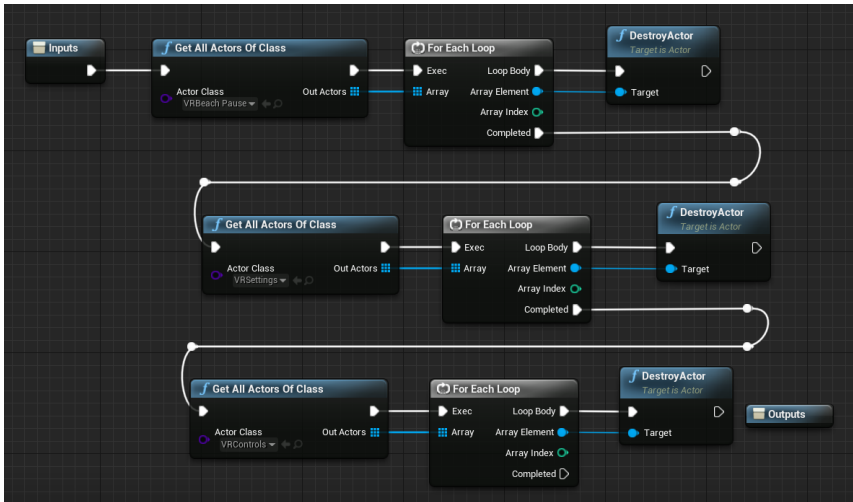 Inputs
Get All Actors Of Class
Actor Class
VRBeach Pause
Out Actors
For Each Loop
Exec
Loop Body
Array
Array Element
Array Index
Completed
DestroyActor
Target is Actor
Target
Get All Actors Of Class
Actor Class
VRSettings
Out Actors
For Each Loop
Exec
Loop Body
Array
Array Element
Array Index
Completed
DestroyActor
Target is Actor
Target
Get All Actors Of Class
Actor Class
VRControls
Out Actors
For Each Loop
Exec
Loop Body
Array
Array Element
Array Index
Completed
DestroyActor
Target is Actor
Target
Outputs